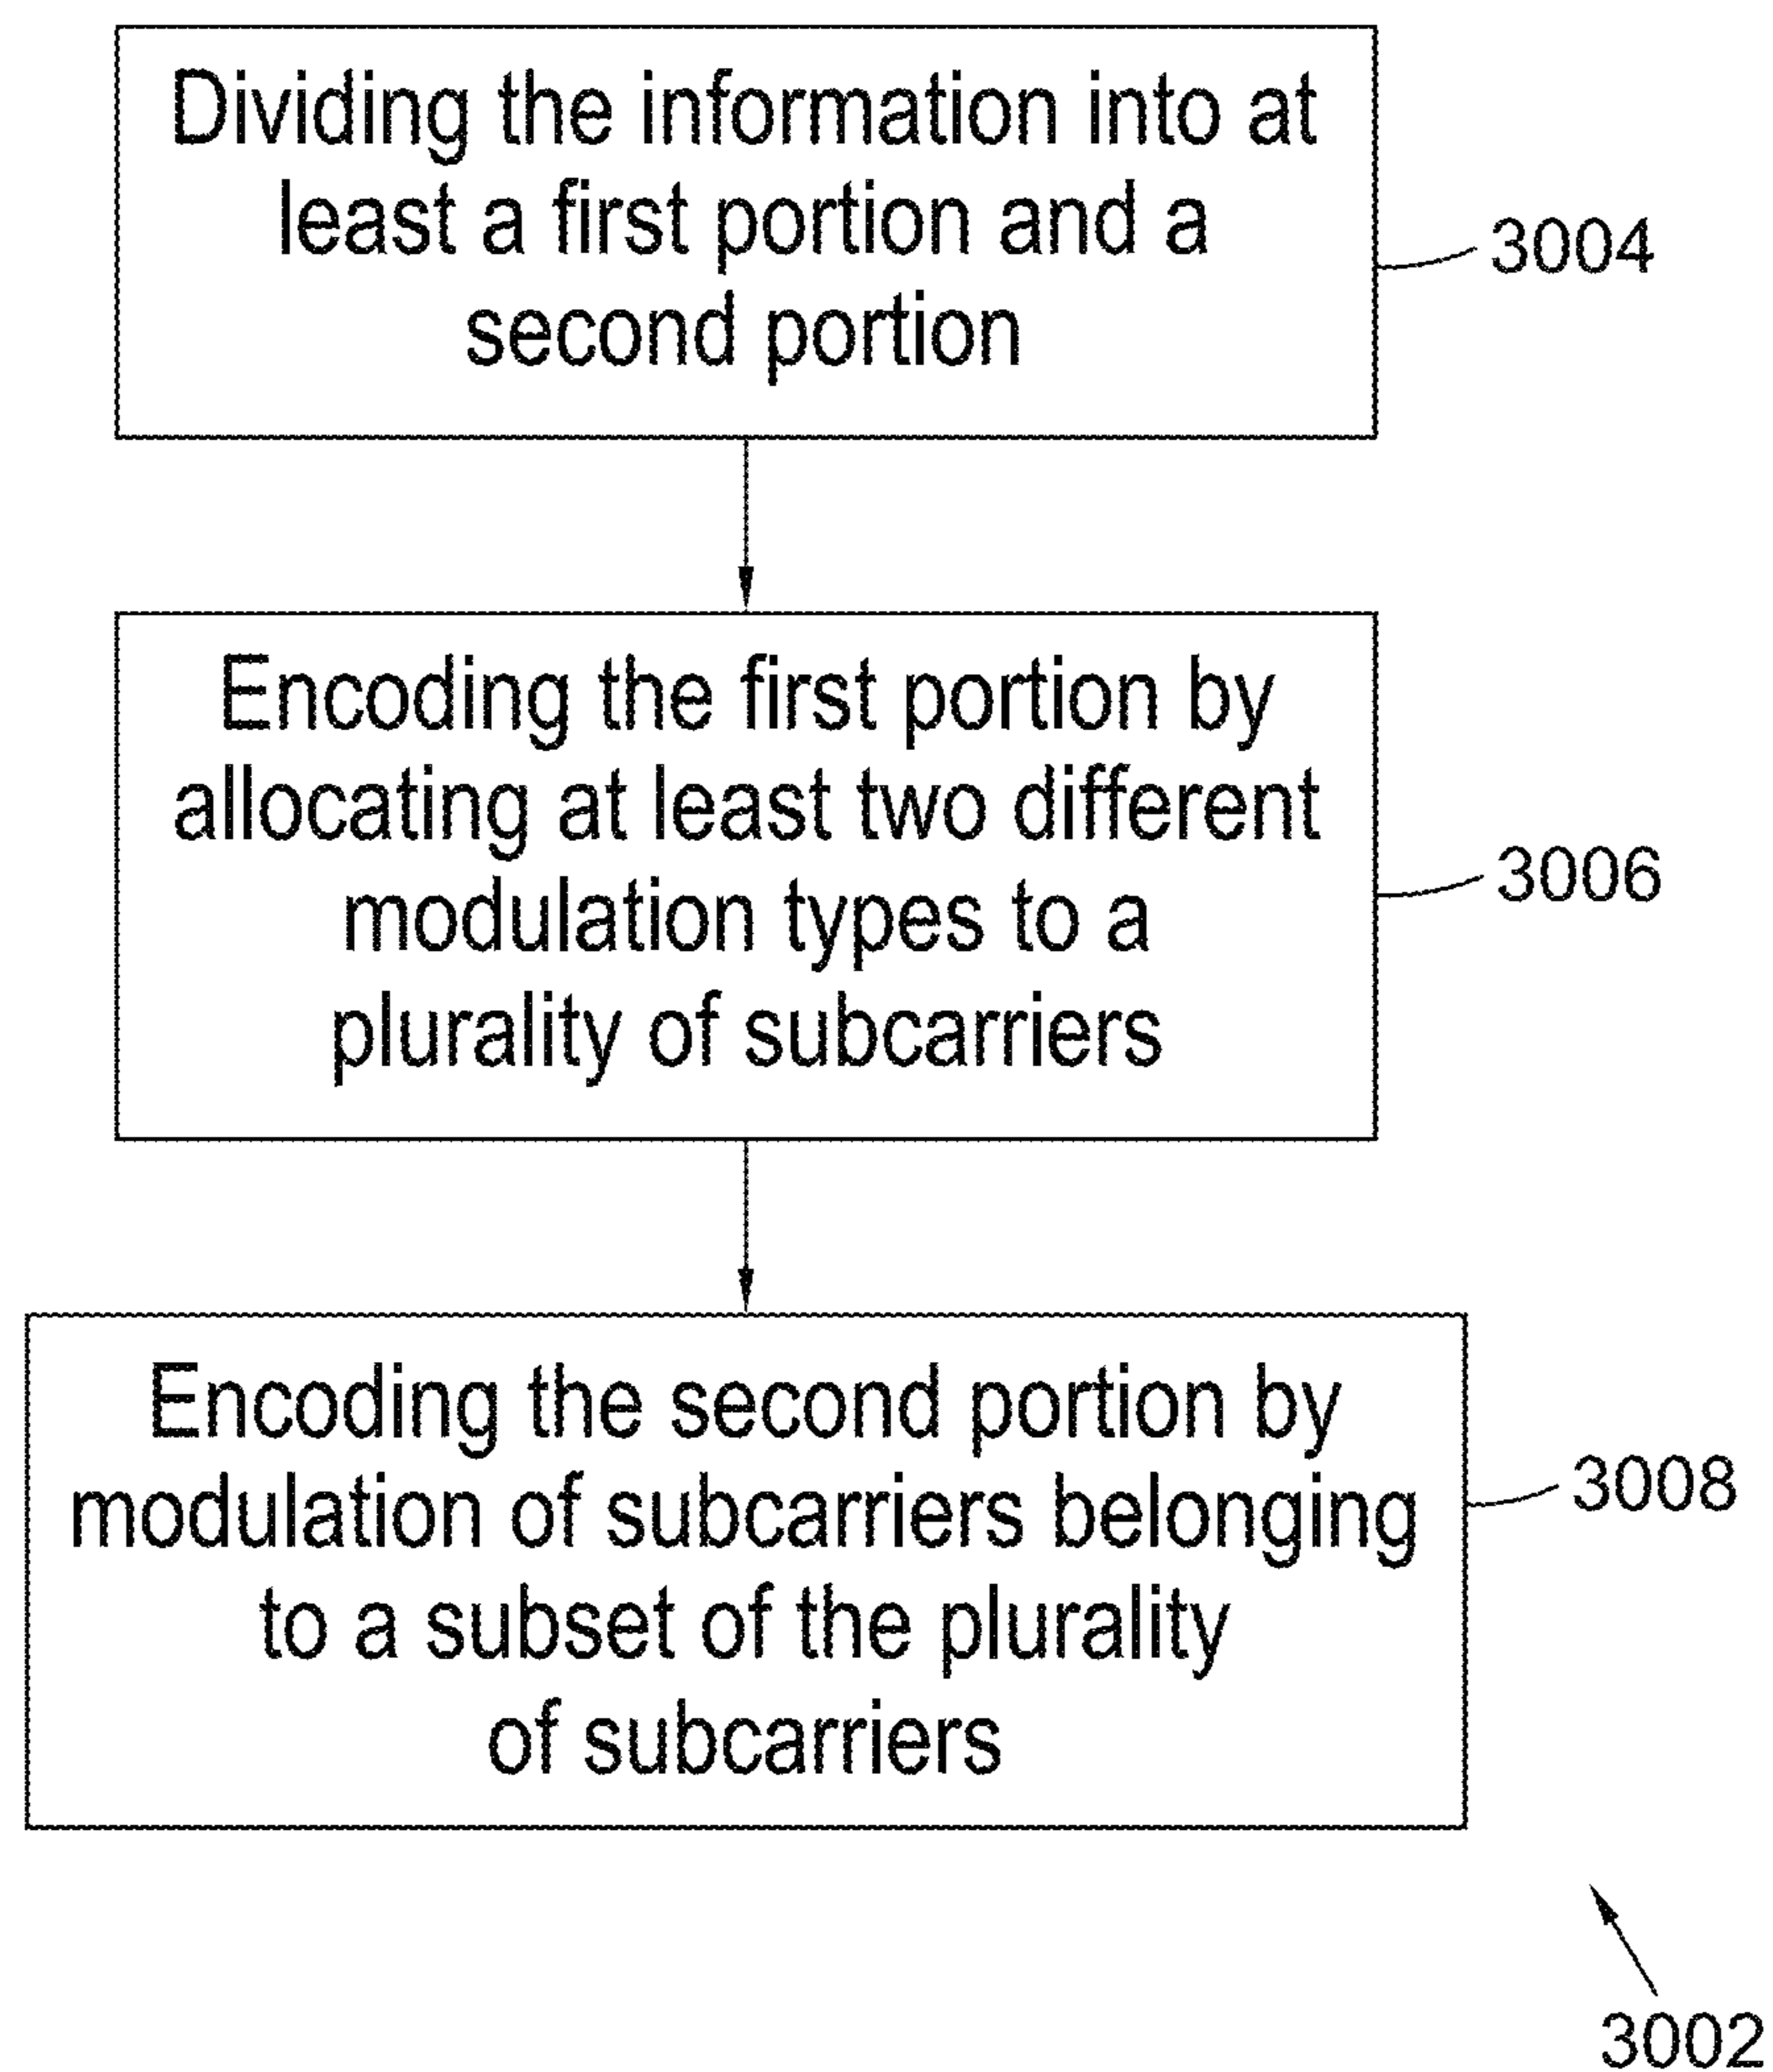 Dividing the information into at
least a first portion and a
second portion
3004
Encoding the first portion by
allocating at least two different
modulation types to a
plurality of subcarriers
3006
Encoding the second portion by
modulation of subcarriers belonging
to a subset of the plurality
of subcarriers
3008
3002